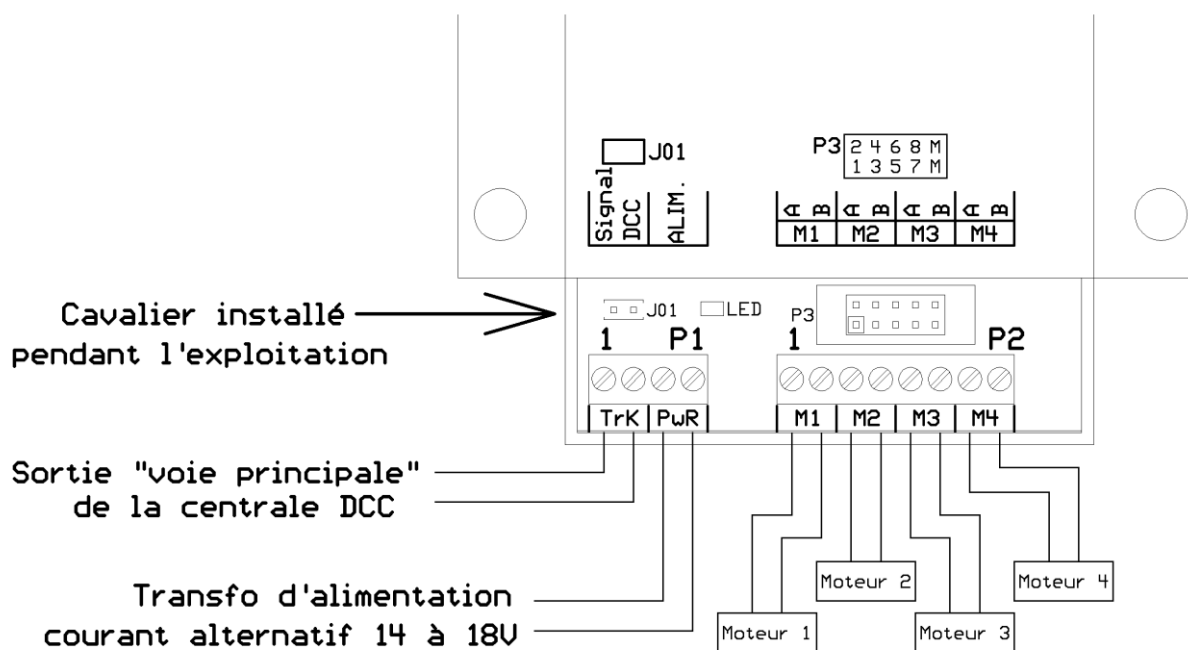 J01
P3
2 4 6 8 M
1 3 5 7 M
Signal
DCC
ALIM.
A B A B A B A B
M1 M2 M3 M4
Cavalier installé
pendant l'exploitation
J01
LED
P3
1 P1
1 P2
TrK PwR
M1 M2 M3 M4
Sortie "voie principale"
de la centrale DCC
Moteur 2
Moteur 4
Transfo d'alimentation
courant alternatif 14 à 18V
Moteur 1
Moteur 3